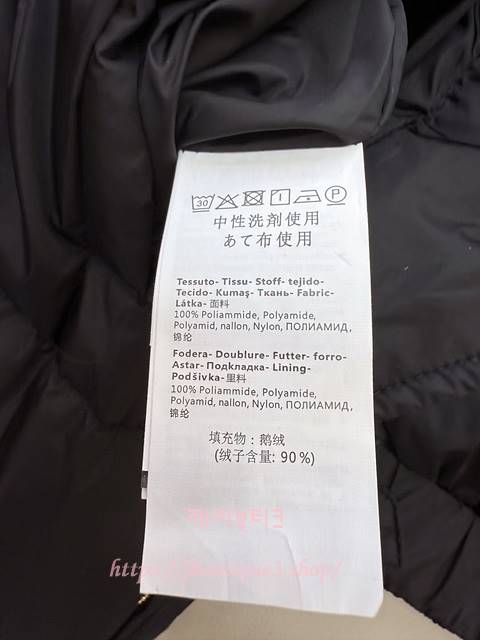 30 P
中性洗剤使用
あて布使用
Tessuto- Tissu- Stoff- tejido-
Tecido- Kumaş- Ткань- Fabric-
Látka- 面料
100% Poliammide, Polyamide,
Polyamid, nallon, Nylon, ПОЛИАМИД,
锦纶
Fodera- Doublure- Futter- forro-
Astar- Подкладка- Lining-
Podšivka- 里料
100% Poliammide, Polyamide,
Polyamid, nallon, Nylon, ПОЛИАМИД,
锦纶
填充物: 鹅绒
(绒子含量: 90%)